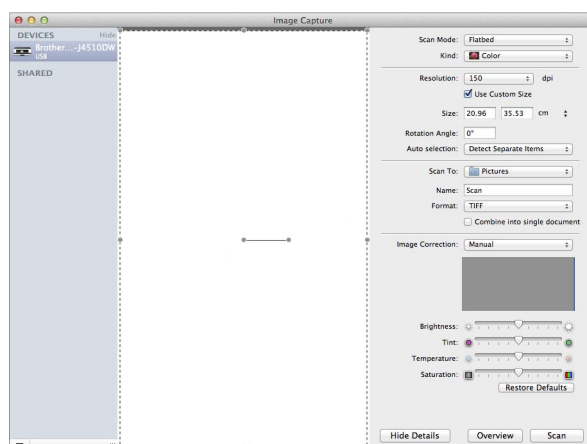 Image Capture
DEVICES Hide
Brother...-J4510DW
USB
SHARED
Scan Mode: Flatbed
Kind: Color
Resolution: 150 dpi
Use Custom Size
Size: 20.96 35.53 cm
Rotation Angle: 0°
Auto selection: Detect Separate Items
Scan To: Pictures
Name: Scan
Format: TIFF
Combine into single document
Image Correction: Manual
Brightness:
Tint:
Temperature:
Saturation:
Restore Defaults
Hide Details Overview Scan